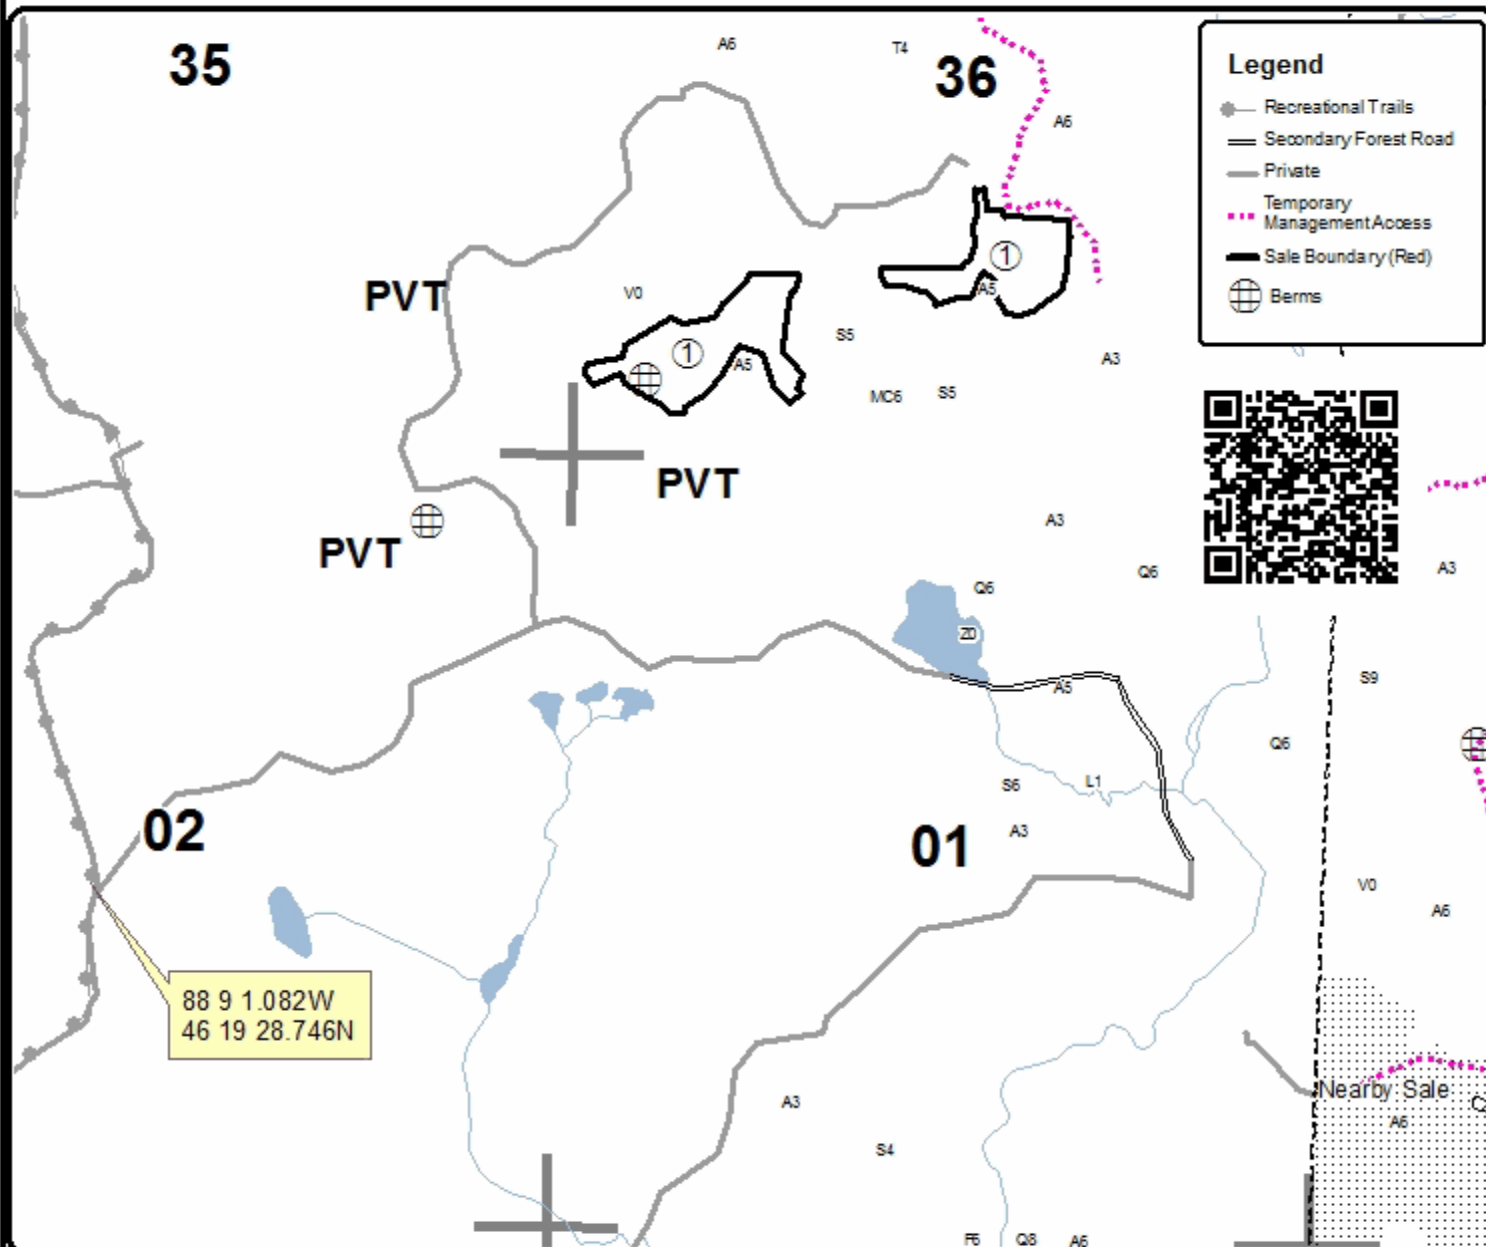 35
A6
T4
36
A6
Legend
Recreational Trails
Secondary Forest Road
Private
Temporary
Management Access
Sale Boundary (Red)
Berms
PVT
V0
1
A5
1
A5
S5
A3
MC6
S5
PVT
PVT
A3
Q6
Q6
A3
Z0
A5
S9
Q6
S6
L1
A3
02
01
V0
A6
88 9 1.082W
46 19 28.746N
Nearby Sale
A6
A3
S4
F6
Q8
A6